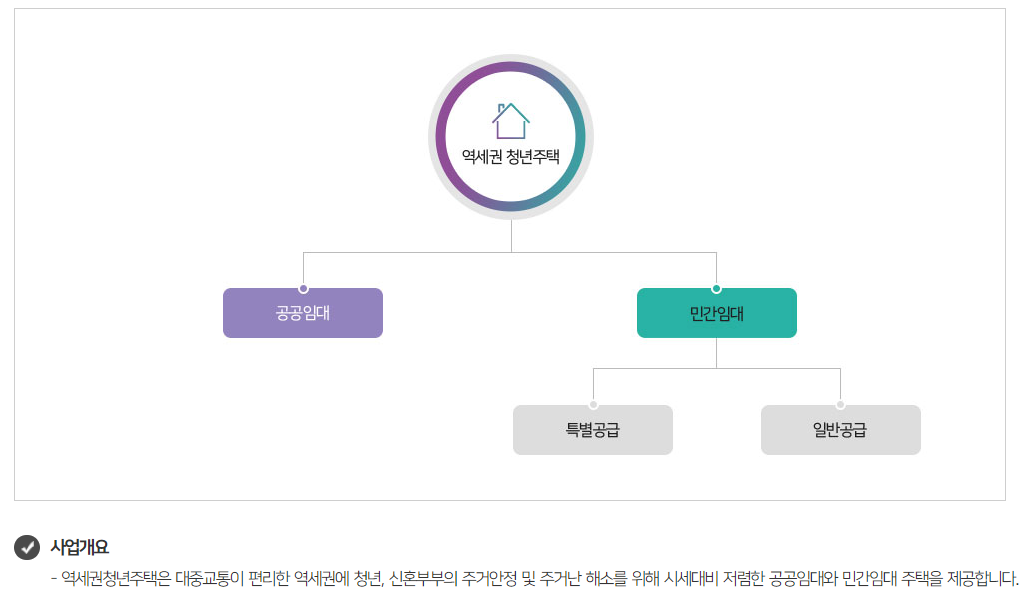 역세권 청년주택
공공임대
민간임대
특별공급
일반공급
사업개요
- 역세권청년주택은 대중교통이 편리한 역세권에 청년, 신혼부부의 주거안정 및 주거난 해소를 위해 시세대비 저렴한 공공임대와 민간임대 주택을 제공합니다.